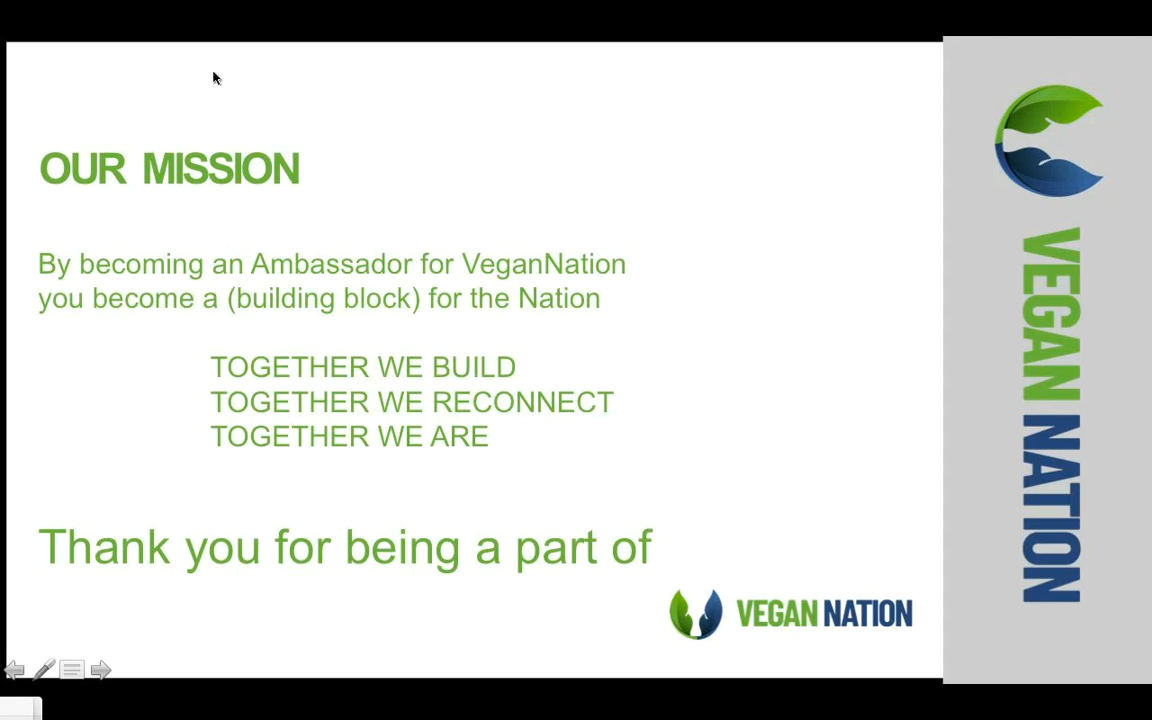 OUR MISSION
By becoming an Ambassador for VeganNation
you become a (building block) for the Nation
TOGETHER WE BUILD
TOGETHER WE RECONNECT
TOGETHER WE ARE
Thank you for being a part of
VEGAN NATION
VEGAN NATION